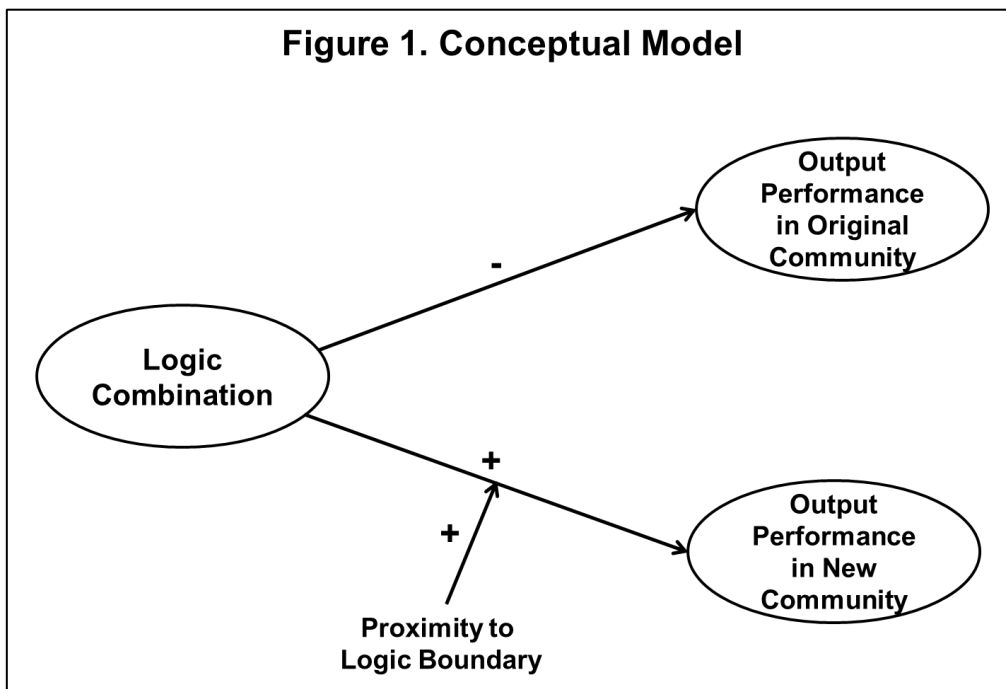 Figure 1. Conceptual Model
Output
Performance
in Original
Community
-
Logic
Combination
+
Output
Performance
in New
Community
+
Proximity to
Logic Boundary